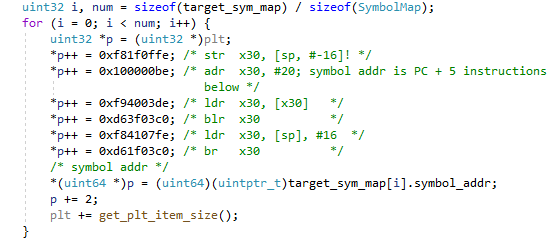 uint32 i, num = sizeof(target_sym_map) / sizeof(SymbolMap);
for (i = 0; i < num; i++) {
uint32 *p = (uint32 *)plt;
*p++ = 0xf81f0ffe; /* str  x30, [sp, #-16]! */
*p++ = 0x100000be; /* adr  x30, #20; symbol addr is PC + 5 instructions
below */
*p++ = 0xf94003de; /* ldr  x30, [x30]   */
*p++ = 0xd63f03c0; /* blr  x30          */
*p++ = 0xf84107fe; /* ldr  x30, [sp], #16  */
*p++ = 0xd61f03c0; /* br   x30          */
/* symbol addr */
*(uint64 *)p = (uint64)(uintptr_t)target_sym_map[i].symbol_addr;
p += 2;
plt += get_plt_item_size();
}